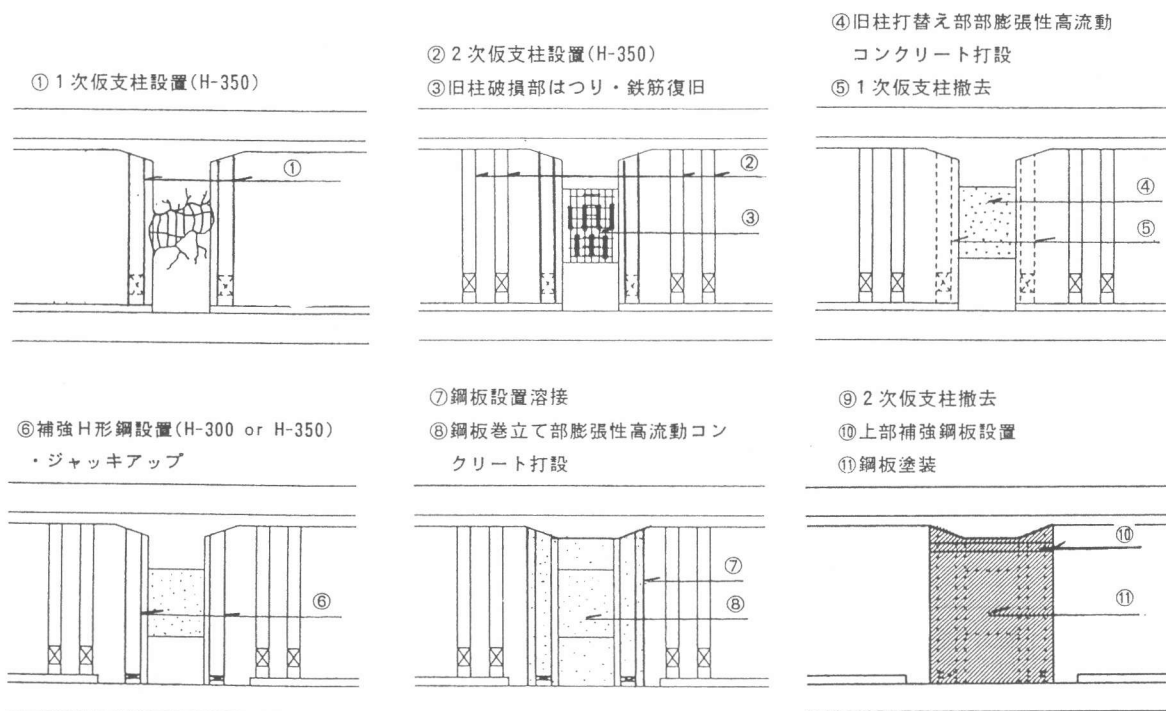 ①1次仮支柱設置(H-350)
①
②2次仮支柱設置(H-350)
③旧柱破損部はつり・鉄筋復旧
②
③
④旧柱打替え部部膨張性高流動
コンクリート打設
⑤1次仮支柱撤去
④
⑤
⑥補強H形鋼設置(H-300 or H-350)
・ジャッキアップ
⑥
⑦鋼板設置溶接
⑧鋼板巻立て部膨張性高流動コン
クリート打設
⑦
⑧
⑨2次仮支柱撤去
⑩上部補強鋼板設置
⑪鋼板塗装
⑩
⑪